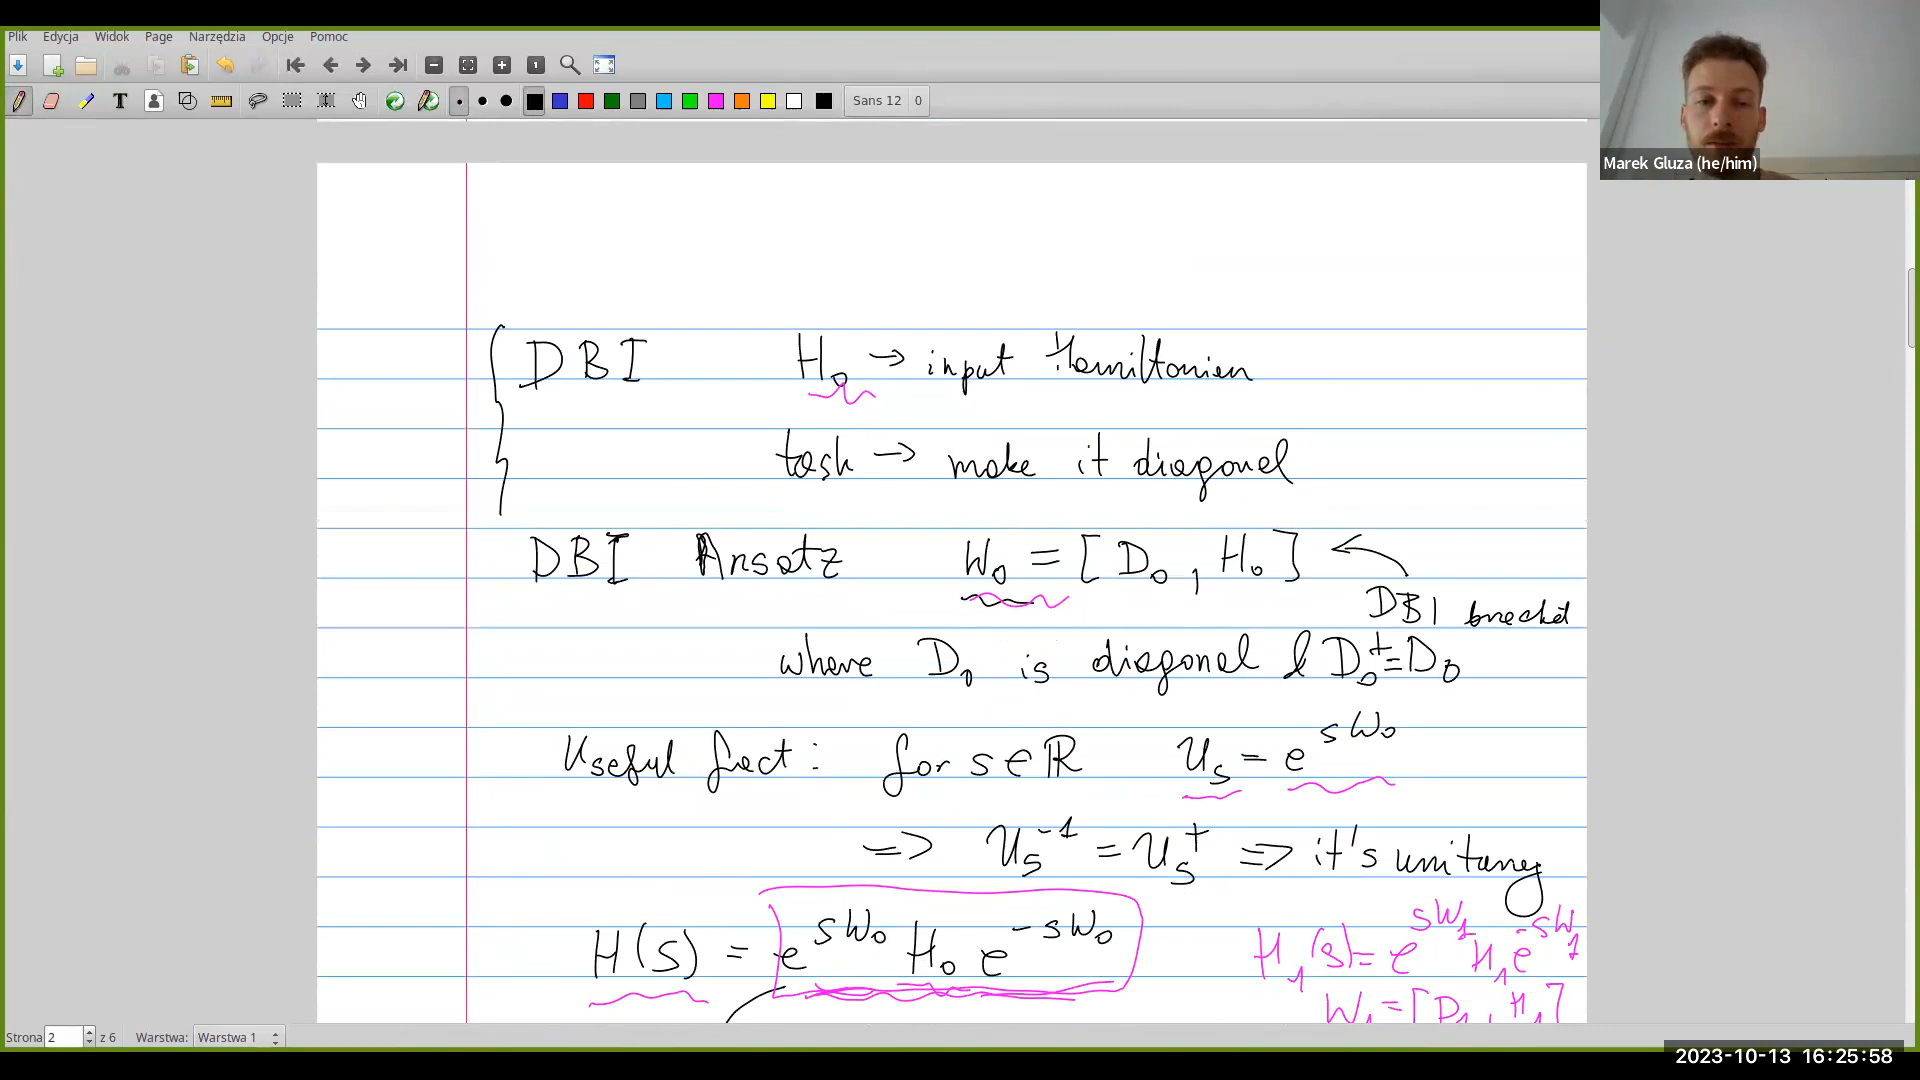 Plik Edycja Widok Page Narzędzia Opcje Pomoc
Sans 12 0
Marek Gluza (he/him)
DBI H₀ → input Hamiltonian
task → make it diagonal
DBI Ansatz W₀ = [D₀, H₀]
DBI bracket
where D₀ is diagonal & D₀† = D₀
Useful fact: for s ∈ ℝ U_s = e^{sW₀}
=> U_s^{-1} = U_s^† => it's unitary
H(s) = e^{sW₀} H₀ e^{-sW₀}
H₁(s) = e^{sW₁} H₁ e^{-sW₁}
W₁ = [D₁, H₁]
Strona 2 z 6 Warstwa: Warstwa 1
2023-10-13 16:25:58